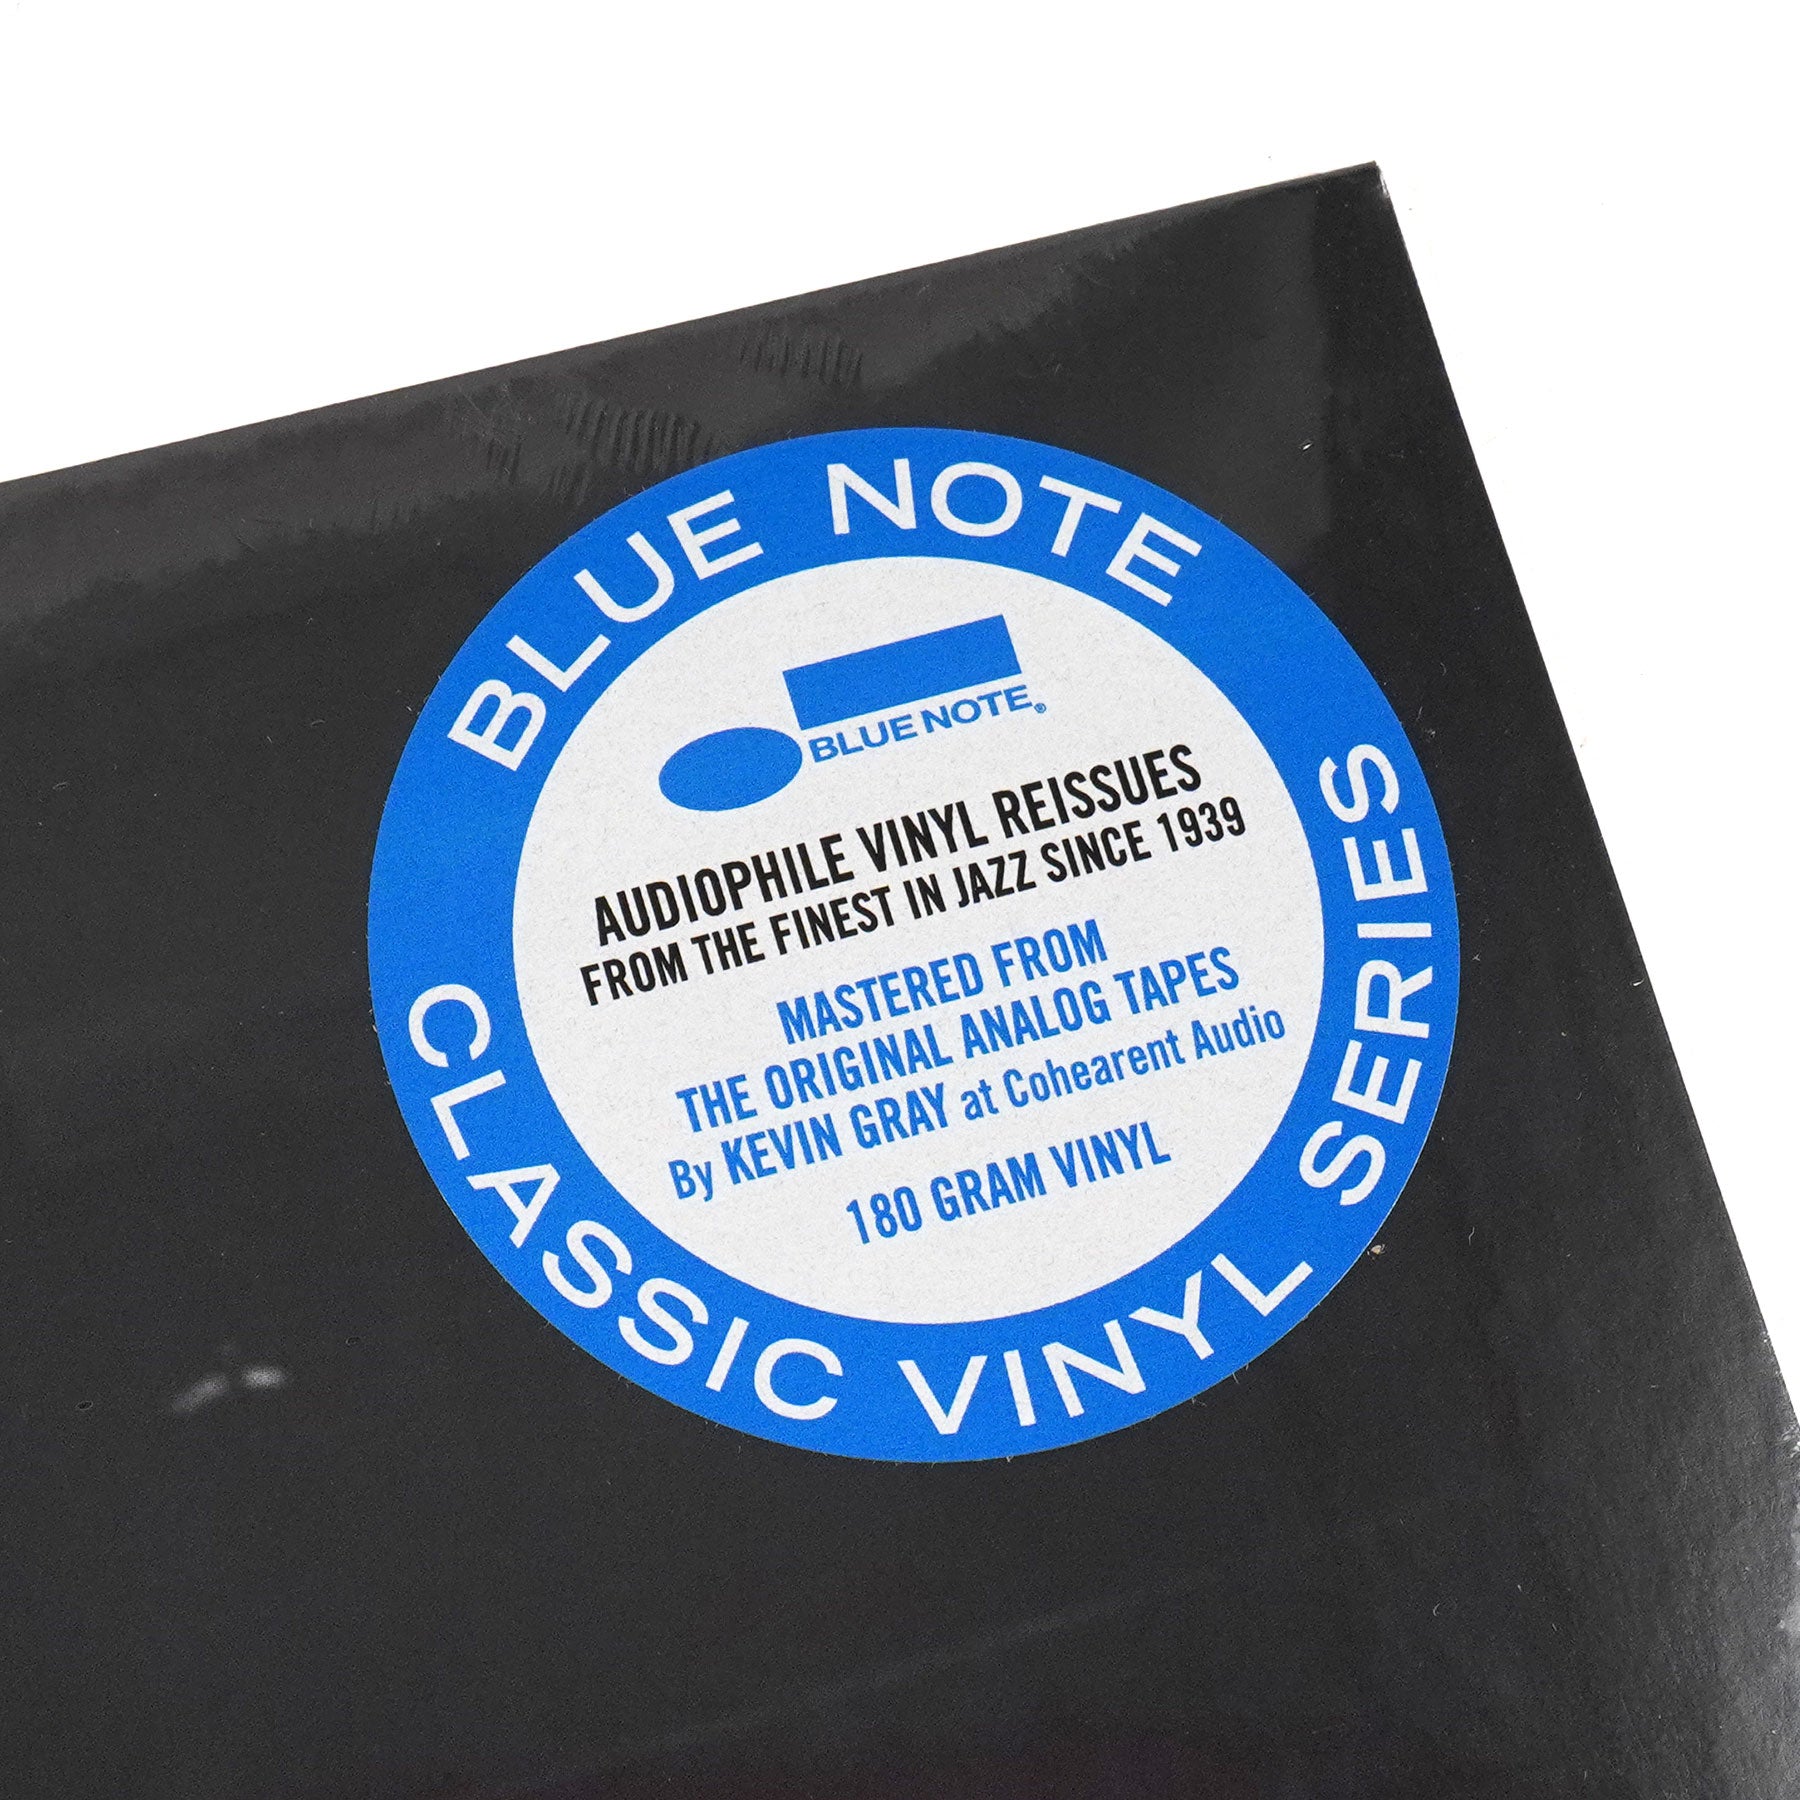 BLUE NOTE
BLUE NOTE®
AUDIOPHILE VINYL REISSUES
FROM THE FINEST IN JAZZ SINCE 1939
MASTERED FROM
THE ORIGINAL ANALOG TAPES
By KEVIN GRAY at Cohearent Audio
180 GRAM VINYL
CLASSIC VINYL SERIES